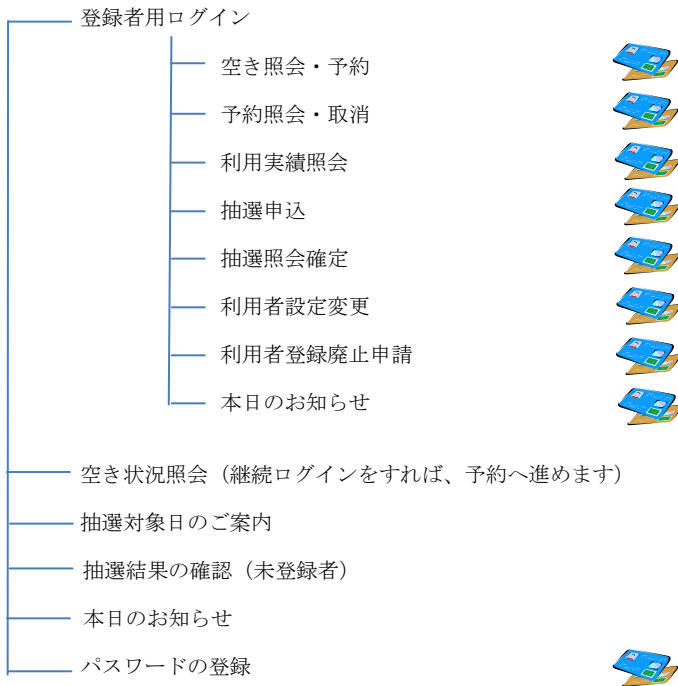 登録者用ログイン
空き照会・予約
予約照会・取消
利用実績照会
抽選申込
抽選照会確定
利用者設定変更
利用者登録廃止申請
本日のお知らせ
空き状況照会（継続ログインをすれば、予約へ進めます）
抽選対象日のご案内
抽選結果の確認（未登録者）
本日のお知らせ
パスワードの登録